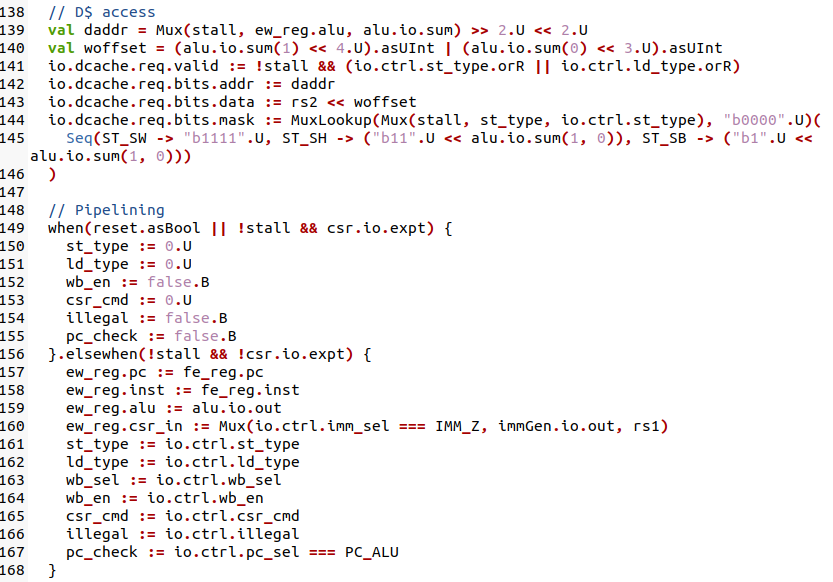 138   // D$ access
139   val daddr = Mux(stall, ew_reg.alu, alu.io.sum) >> 2.U << 2.U
140   val woffset = (alu.io.sum(1) << 4.U).asUInt | (alu.io.sum(0) << 3.U).asUInt
141   io.dcache.req.valid := !stall && (io.ctrl.st_type.orR || io.ctrl.ld_type.orR)
142   io.dcache.req.bits.addr := daddr
143   io.dcache.req.bits.data := rs2 << woffset
144   io.dcache.req.bits.mask := MuxLookup(Mux(stall, st_type, io.ctrl.st_type), "b0000".U)(
145     Seq(ST_SW -> "b1111".U, ST_SH -> ("b11".U << alu.io.sum(1, 0)), ST_SB -> ("b1".U <<
alu.io.sum(1, 0)))
146   )
147
148   // Pipelining
149   when(reset.asBool || !stall && csr.io.expt) {
150     st_type := 0.U
151     ld_type := 0.U
152     wb_en := false.B
153     csr_cmd := 0.U
154     illegal := false.B
155     pc_check := false.B
156   }.elsewhen(!stall && !csr.io.expt) {
157     ew_reg.pc := fe_reg.pc
158     ew_reg.inst := fe_reg.inst
159     ew_reg.alu := alu.io.out
160     ew_reg.csr_in := Mux(io.ctrl.imm_sel === IMM_Z, immGen.io.out, rs1)
161     st_type := io.ctrl.st_type
162     ld_type := io.ctrl.ld_type
163     wb_sel := io.ctrl.wb_sel
164     wb_en := io.ctrl.wb_en
165     csr_cmd := io.ctrl.csr_cmd
166     illegal := io.ctrl.illegal
167     pc_check := io.ctrl.pc_sel === PC_ALU
168   }